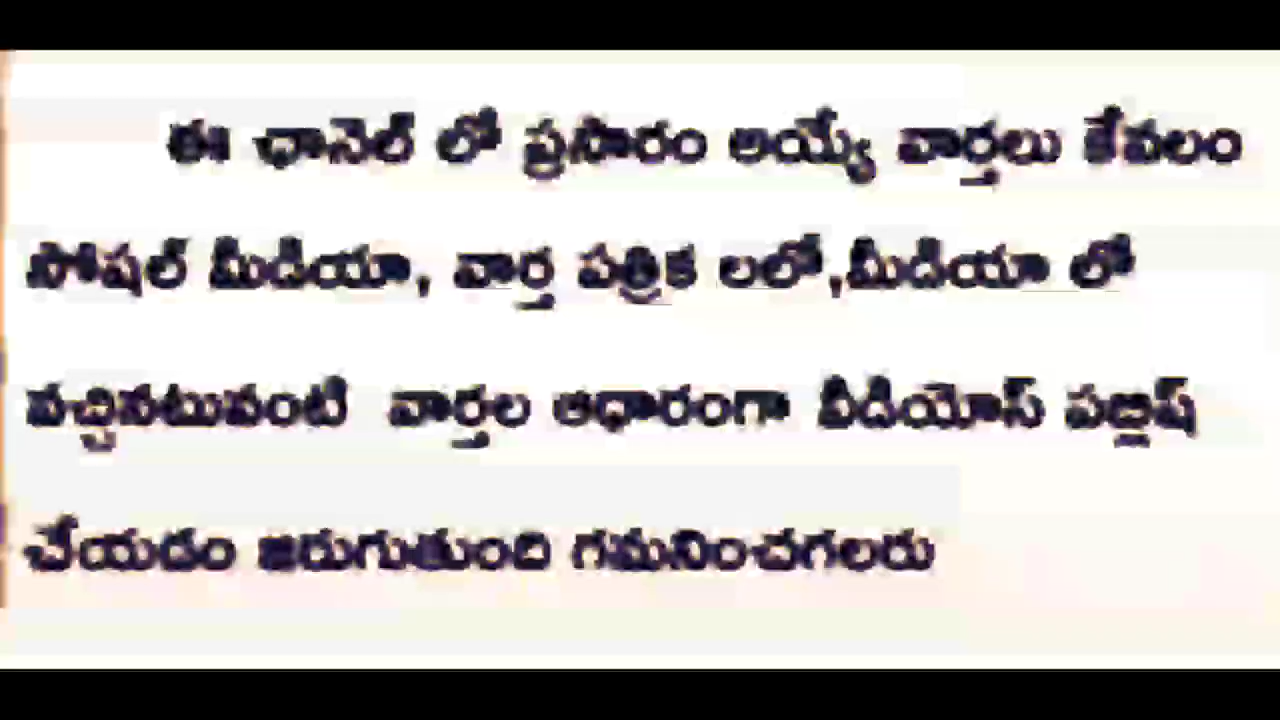 ఈ ఛానెల్ లో ప్రసారం అయ్యే వార్తలు కేవలం
సోషల్ మీడియా, వార్త పత్రిక లలో,మీడియా లో
వచ్చినటువంటి వార్తల ఆధారంగా వీడియోస్ పబ్లిష్
చేయడం జరుగుతుంది గమనించగలరు